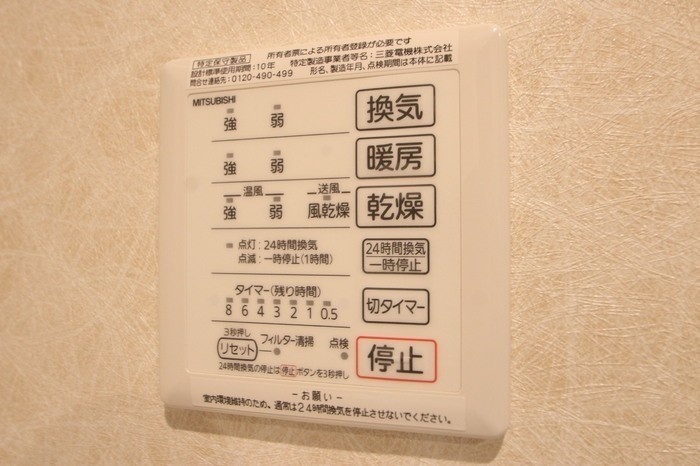 特定保守製品 所有者票による所有者登録が必要です
設計標準使用期間:10年 特定製造事業者等名:三菱電機株式会社
問合せ連絡先:0120-490-499 形名、製造年月、点検期間は本体に記載
MITSUBISHI
強 弱 換気
強 弱 暖房
温風 送風
強 弱 風乾燥 乾燥
点灯:24時間換気
点滅:一時停止(1時間)
24時間換気
一時停止
タイマー(残り時間)
8 6 4 3 2 1 0.5
切タイマー
3秒押し
リセット フィルター清掃 点検
停止
24時間換気の停止は停止ボタンを3秒押し
-お願い-
室内環境維持のため、通常は24時間換気を停止させないでください。